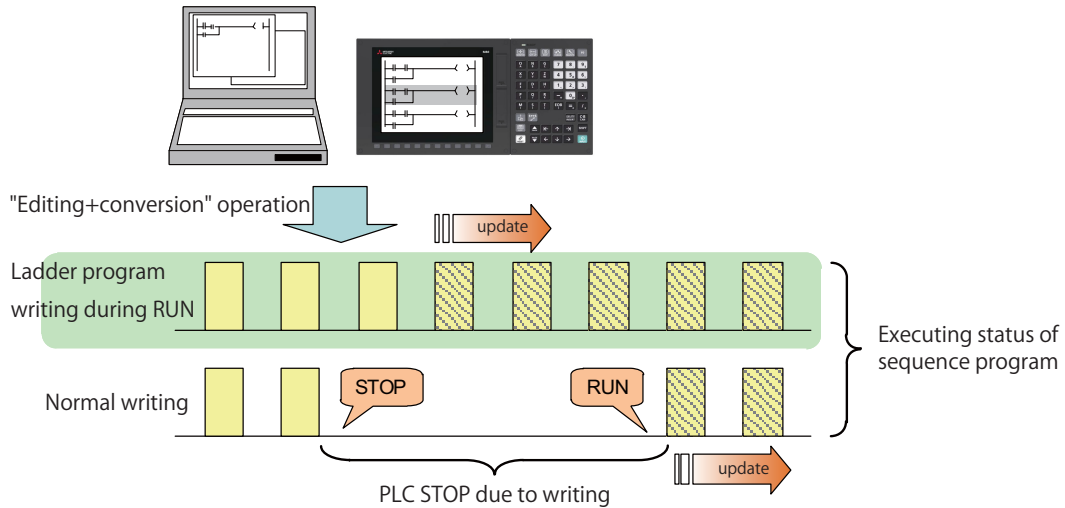 "Editing+conversion" operation
update
Ladder program
writing during RUN
Executing status of
sequence program
STOP
RUN
Normal writing
update
PLC STOP due to writing